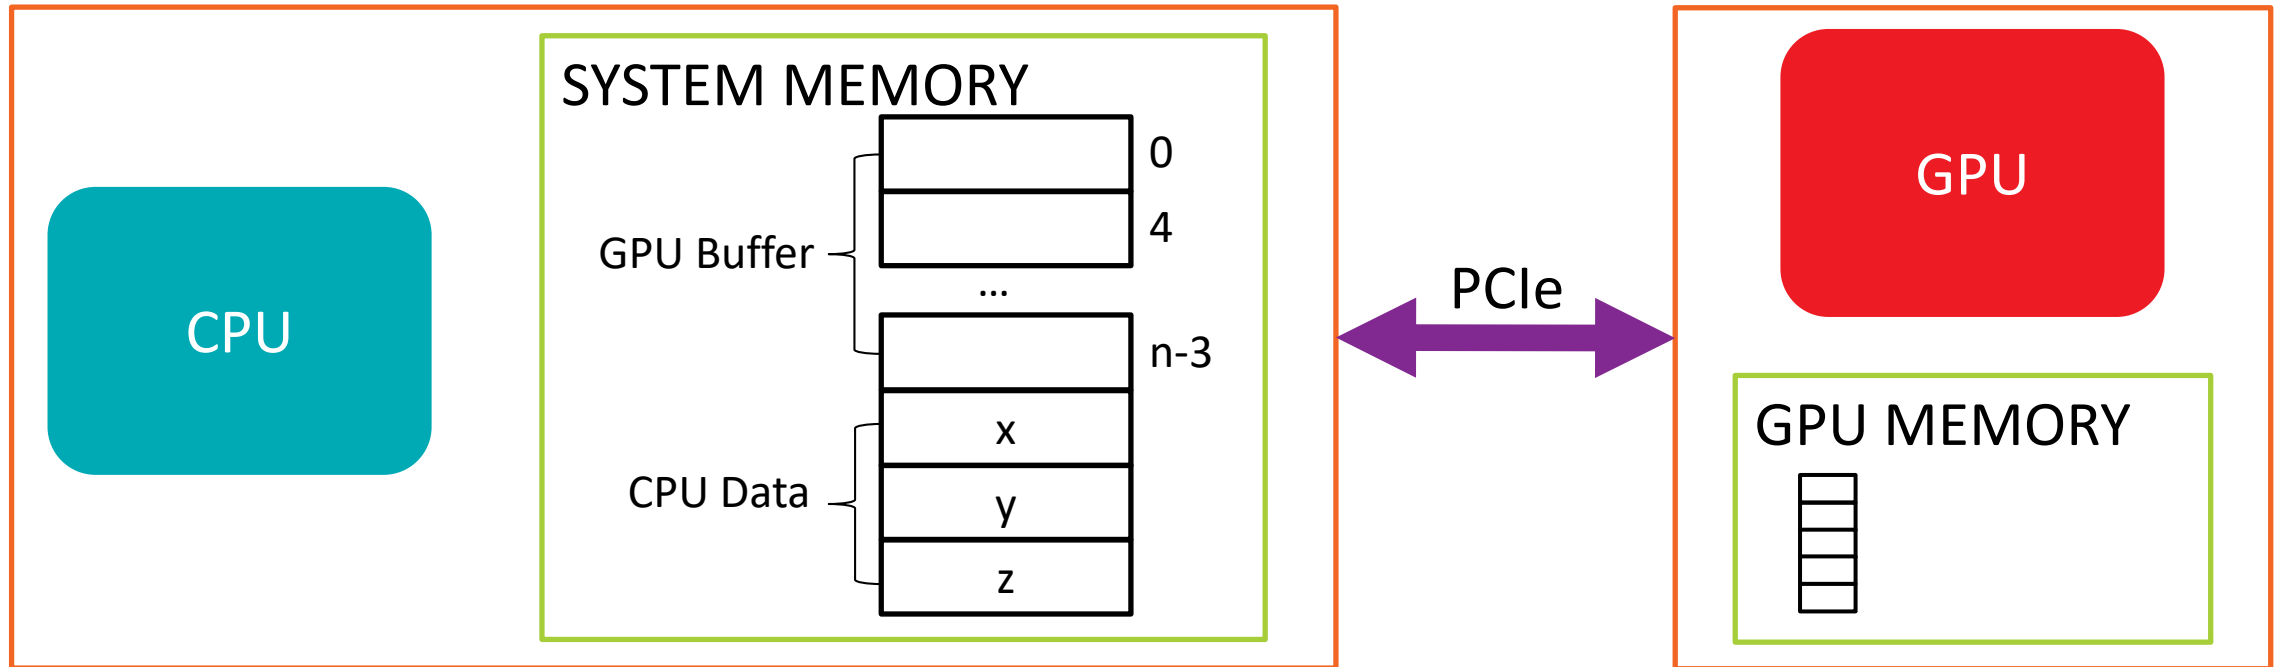 SYSTEM MEMORY
0
4
GPU Buffer
...
n-3
CPU
x
CPU Data
y
z
PCIe
GPU
GPU MEMORY